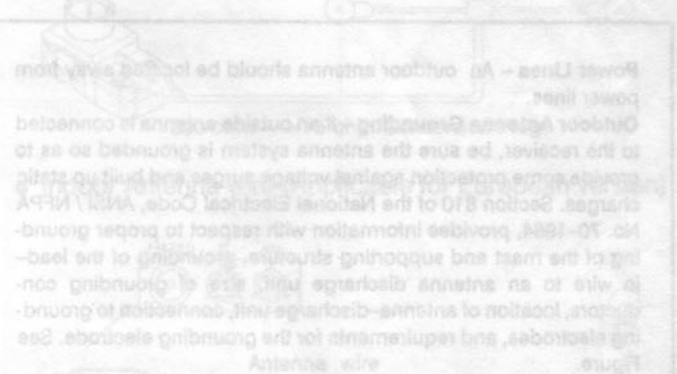 Power Lines – An outdoor antenna should be located away from
power lines.
Outdoor Antenna Grounding – If an outside antenna is connected
to the receiver, be sure the antenna system is grounded so as to
provide some protection against voltage surges and built up static
charges. Section 810 of the National Electrical Code, ANSI / NFPA
No. 70–1984, provides information with respect to proper ground-
ing of the mast and supporting structure, grounding of the lead–
in wire to an antenna discharge unit, size of grounding con-
ductors, location of antenna–discharge unit, connection to ground-
ing electrodes, and requirements for the grounding electrode. See
Figure.
Antenna wire